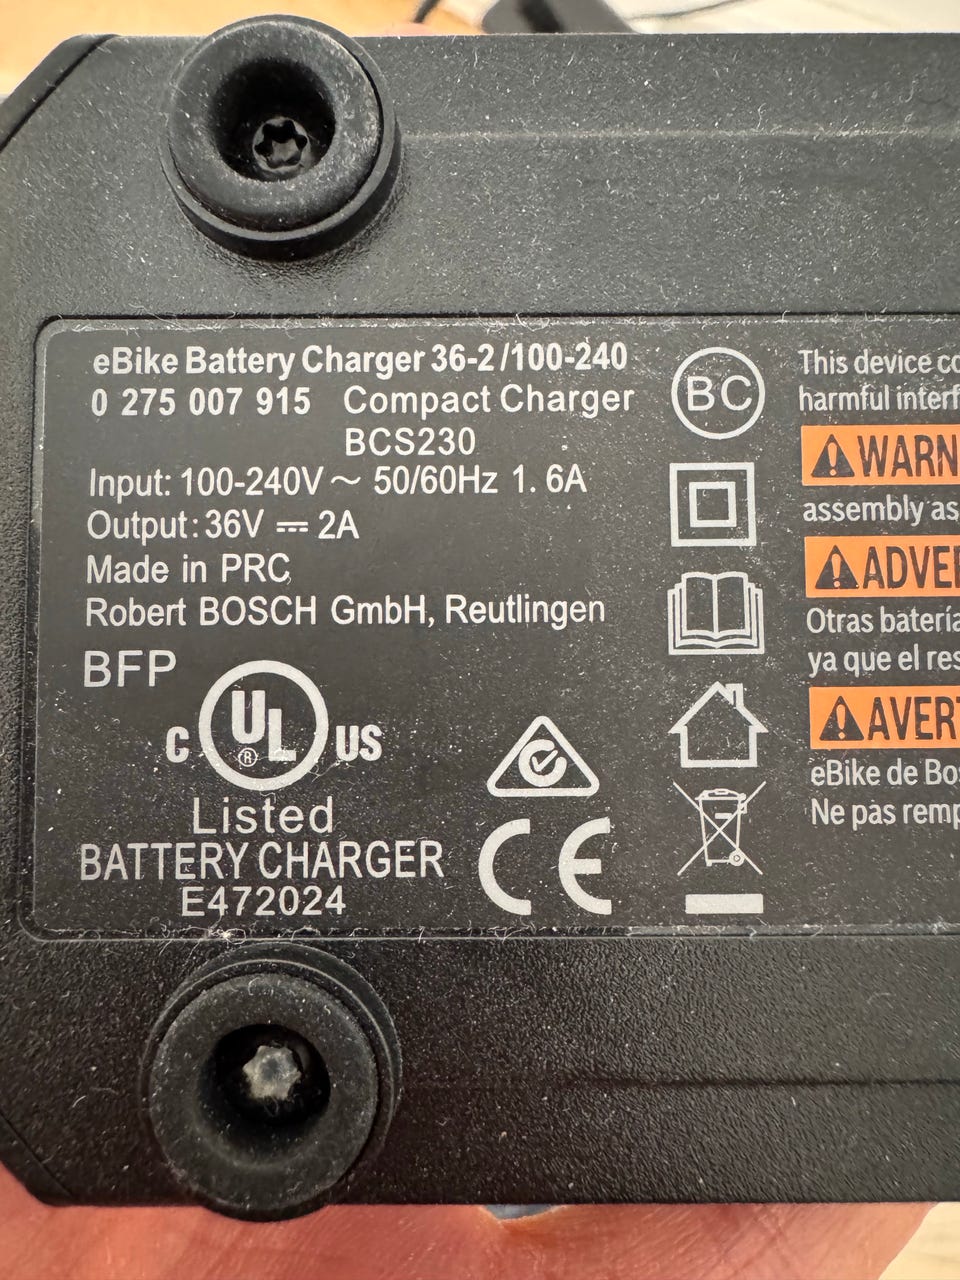 eBike Battery Charger 36-2/100-240
0 275 007 915 Compact Charger
BCS230
Input: 100-240V ~ 50/60Hz 1.6A
Output: 36V ⎓ 2A
Made in PRC
Robert BOSCH GmbH, Reutlingen
BFP
C UL® US
Listed
BATTERY CHARGER
E472024
CE
BC
This device co
harmful interf
⚠WARN
assembly as
⚠ADVE
Otras batería
ya que el res
⚠AVERT
eBike de Bos
Ne pas remp